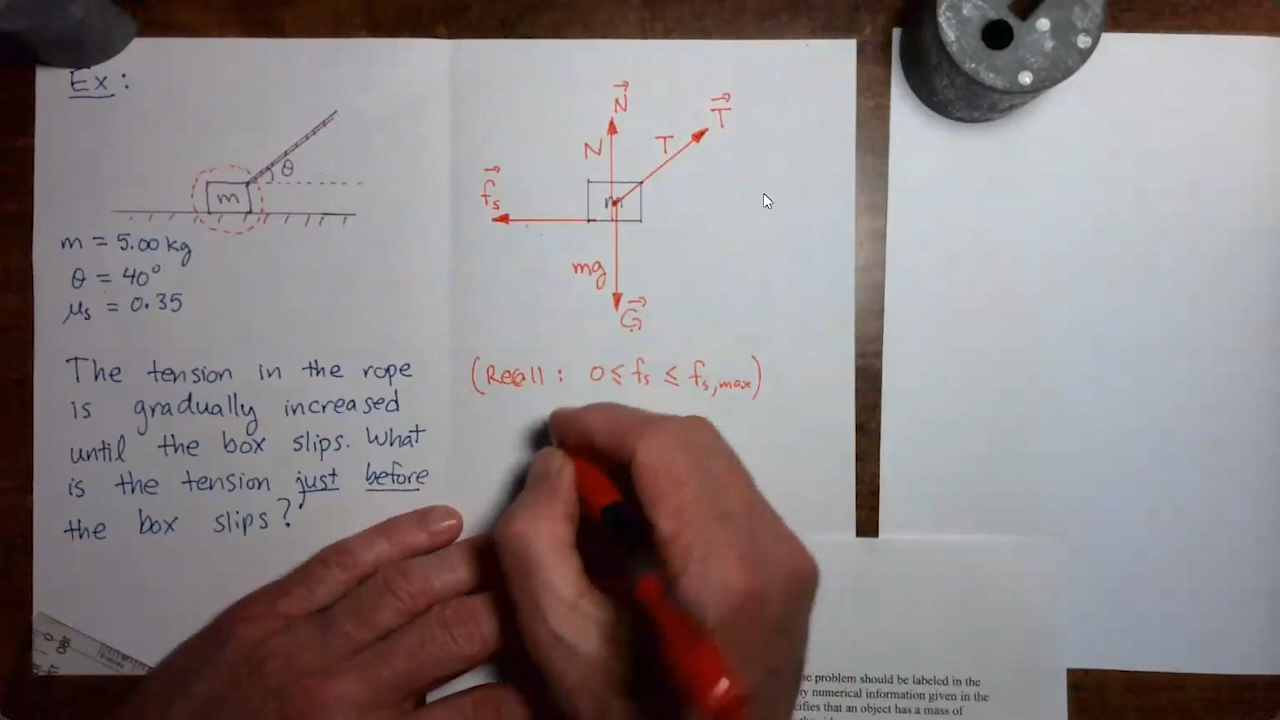 Ex:
θ
m
m = 5.00 kg
θ = 40°
μs = 0.35
The tension in the rope
is gradually increased
until the box slips. What
is the tension just before
the box slips?
N
T
N
T
fs
m
mg
G
(Recall: 0 ≤ fs ≤ fs,max)
problem should be labeled in the
numerical information given in the
that an object has a mass of